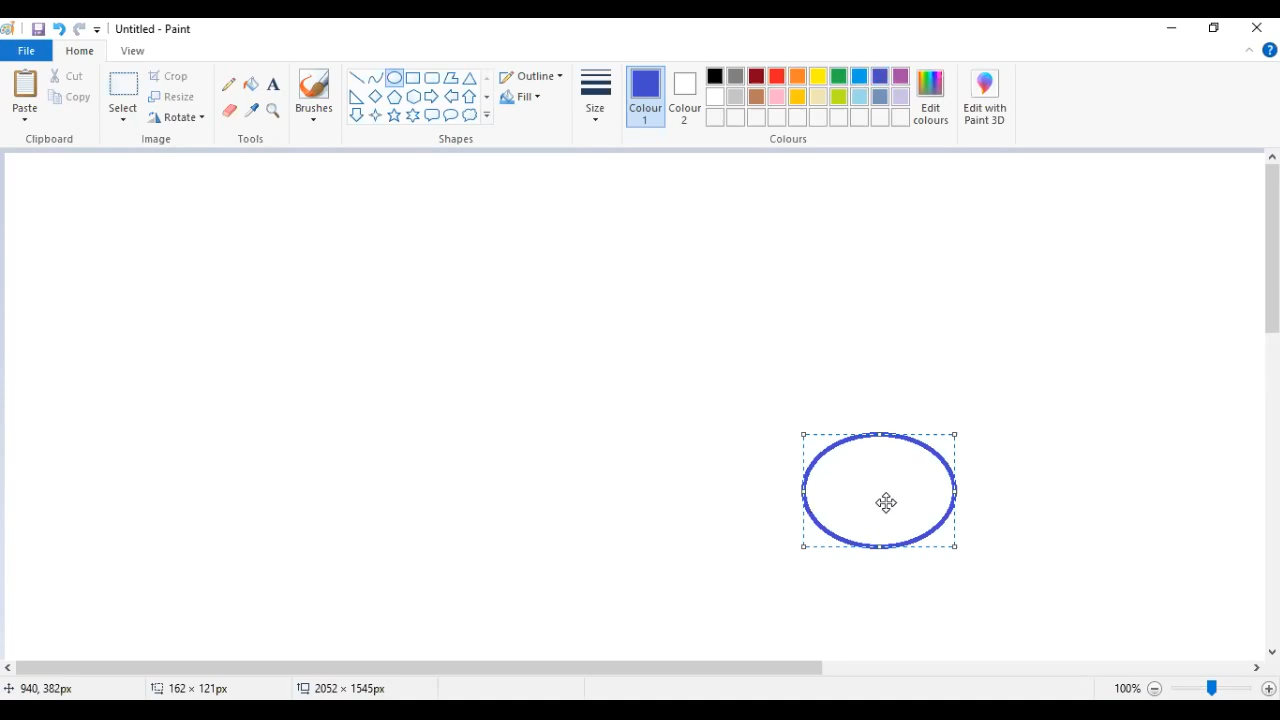 Untitled - Paint
File Home View
Paste
Clipboard
Cut
Copy
Select
Crop
Resize
Rotate
Image
Tools
Brushes
Shapes
Outline
Fill
Size
Colour 1
Colour 2
Colours
Edit colours
Edit with Paint 3D
940, 382px 162 × 121px 2052 × 1545px 100%